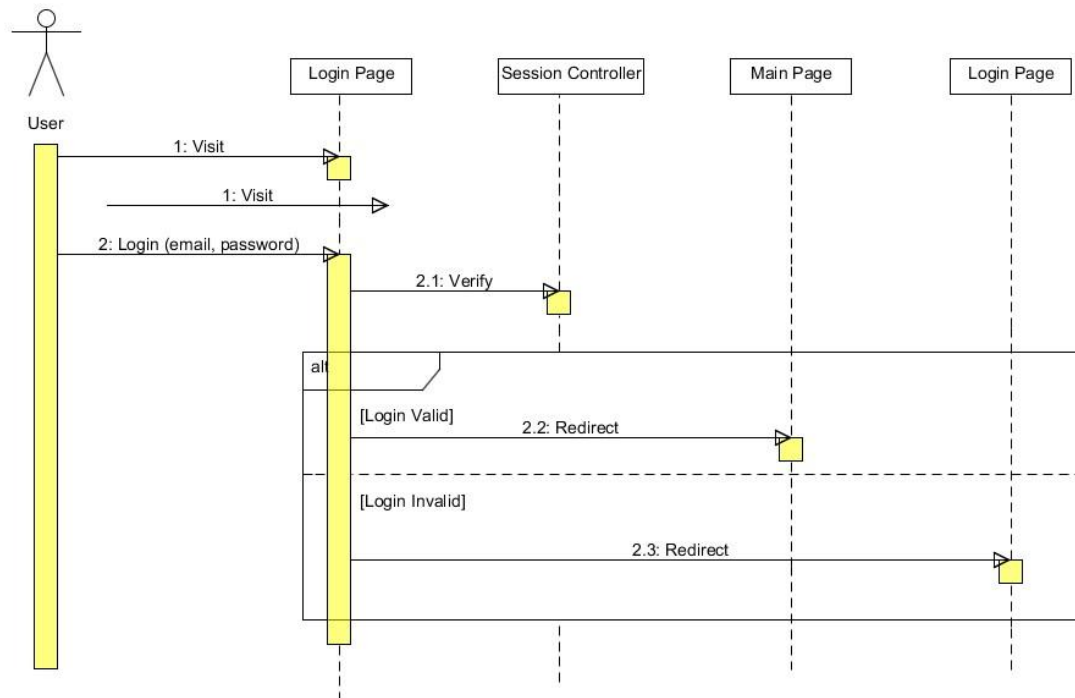 Login Page
Session Controller
Main Page
Login Page
User
1: Visit
1: Visit
2: Login (email, password)
2.1: Verify
alt
[Login Valid]
2.2: Redirect
[Login Invalid]
2.3: Redirect